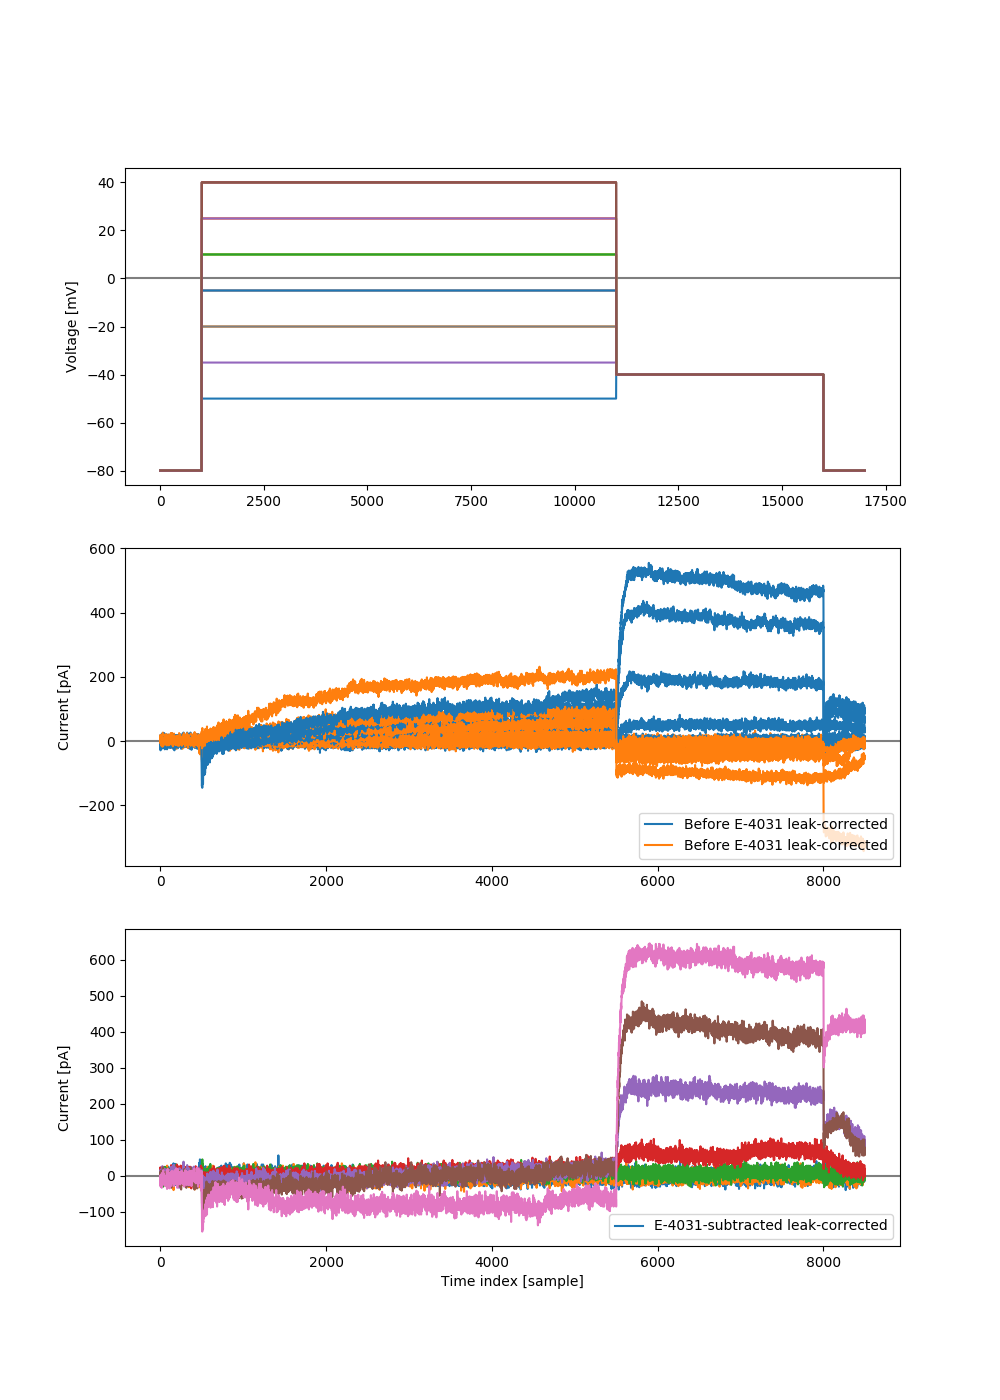 40
20
0
−20
−40
−60
−80
Voltage [mV]
0 2500 5000 7500 10000 12500 15000 17500
600
400
200
0
−200
Current [pA]
Before E-4031 leak-corrected
Before E-4031 leak-corrected
0 2000 4000 6000 8000
600
500
400
300
200
100
0
−100
Current [pA]
E-4031-subtracted leak-corrected
0 2000 4000 6000 8000
Time index [sample]